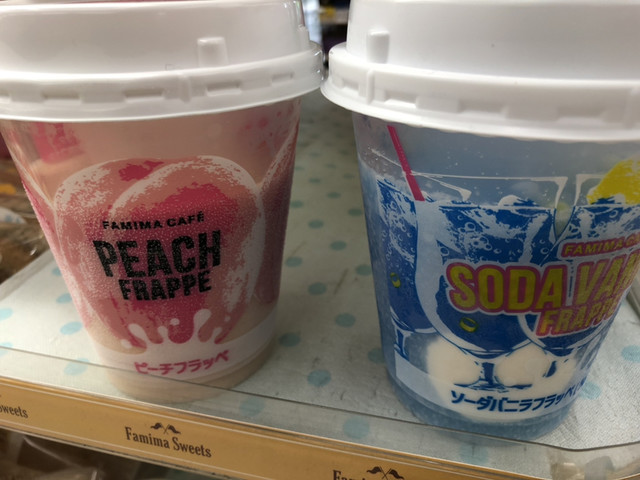 FAMIMA CAFÉ
PEACH
FRAPPE
ピーチフラッペ
FAMIMA
SODA VA
FRAPPE
ソーダバニラフラッペ
Sweets
Famima Sweets